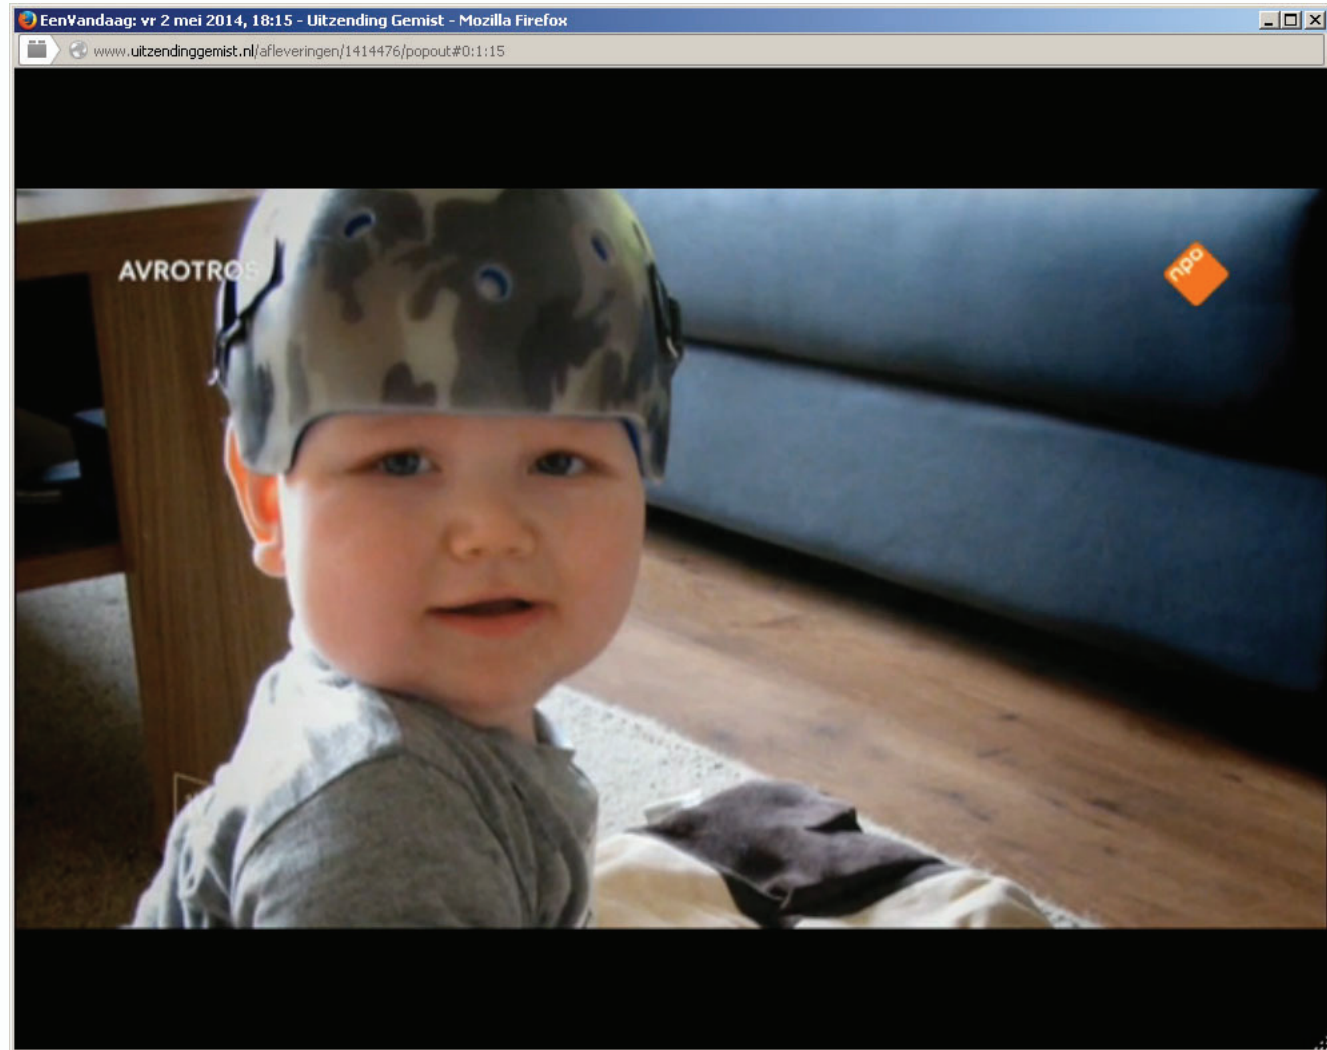 EenVandaag: vr 2 mei 2014, 18:15 - Uitzending Gemist - Mozilla Firefox
www.uitzendinggemist.nl/afleveringen/1414476/popout#0:1:15
AVROTROS
npo